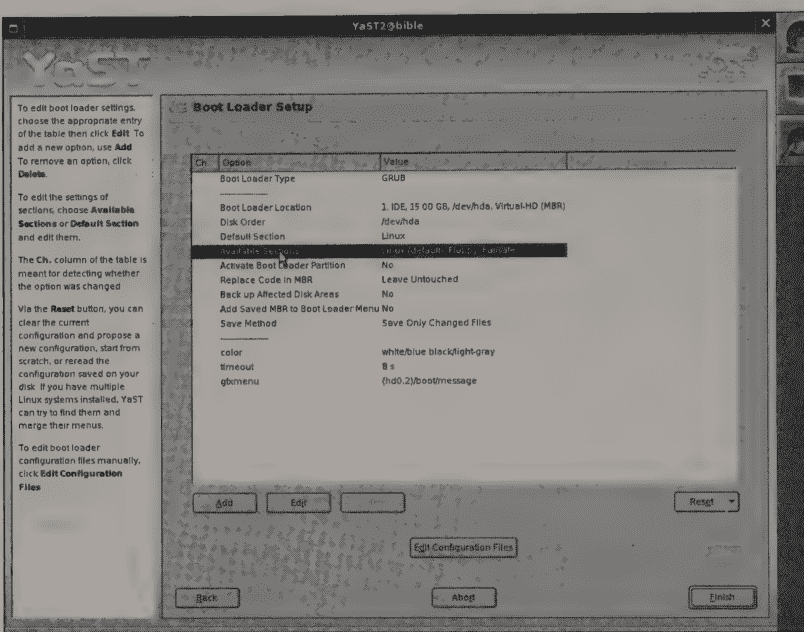 YaST2@bible
YaST
To edit boot loader settings,
choose the appropriate entry
of the table then click Edit. To
add a new option, use Add
To remove an option, click
Delete.
To edit the settings of
sections, choose Available
Sections or Default Section
and edit them.
The Ch. column of the table is
meant for detecting whether
the option was changed
Via the Reset button, you can
clear the current
configuration and propose a
new configuration, start from
scratch, or reread the
configuration saved on your
disk. If you have multiple
Linux systems installed, YaST
can try to find them and
merge their menus.
To edit boot loader
configuration files manually,
click Edit Configuration
Files
Boot Loader Setup
Ch. Option Value
Boot Loader Type GRUB
Boot Loader Location 1. IDE, 15.00 GB, /dev/hda, Virtual-HD (MBR)
Disk Order /dev/hda
Default Section Linux
Available Sections Linux (default), Floppy, Failsafe
Activate Boot Loader Partition No
Replace Code in MBR Leave Untouched
Back up Affected Disk Areas No
Add Saved MBR to Boot Loader Menu No
Save Method Save Only Changed Files
color white/blue black/light-gray
timeout 8 s
gfxmenu (hd0,2)/boot/message
Add Edit Reset
Edit Configuration Files
Back Abort Finish